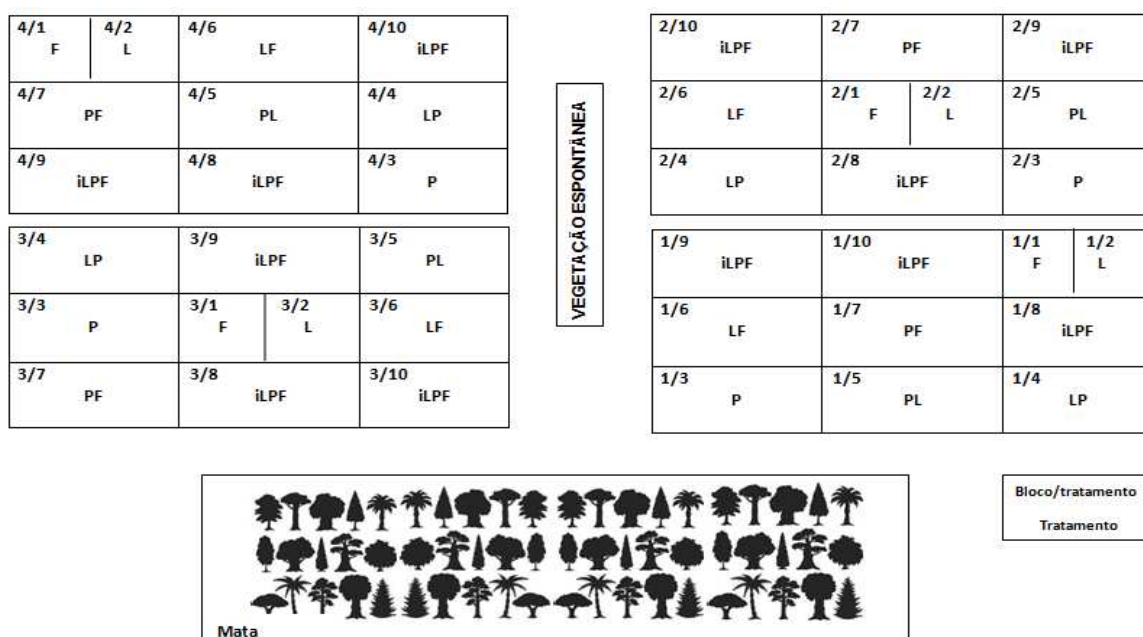 4/1 4/2 4/6 4/10
F L LF iLPF
4/7 4/5 4/4
PF PL LP
4/9 4/8 4/3
iLPF iLPF P
3/4 3/9 3/5
LP iLPF PL
3/3 3/1 3/2 3/6
P F L LF
3/7 3/8 3/10
PF iLPF iLPF
VEGETAÇÃO ESPONTÂNEA
2/10 2/7 2/9
iLPF PF iLPF
2/6 2/1 2/2 2/5
LF F L PL
2/4 2/8 2/3
LP iLPF P
1/9 1/10 1/1 1/2
iLPF iLPF F L
1/6 1/7 1/8
LF PF iLPF
1/3 1/5 1/4
P PL LP
Mata
Bloco/tratamento
Tratamento